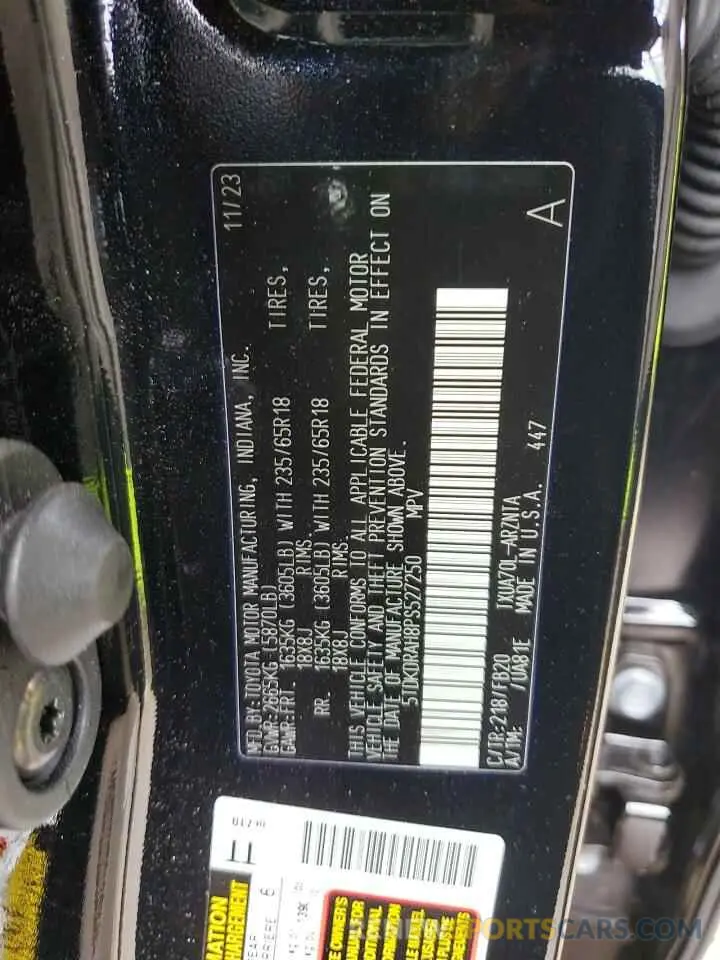 MFD.BY:TOYOTA MOTOR MANUFACTURING, INDIANA, INC. 11/23
GVWR:2665KG (5870LB)
GAWR-FRT 1635KG (3605LB) WITH 235/65R18 TIRES,
18X8J RIMS,
RR. 1635KG (3605LB) WITH 235/65R18 TIRES,
18X8J RIMS,
THIS VEHICLE CONFORMS TO ALL APPLICABLE FEDERAL MOTOR
VEHICLE SAFETY AND THEFT PREVENTION STANDARDS IN EFFECT ON
THE DATE OF MANUFACTURE SHOWN ABOVE.
5TDKDRAH8PS527250 MPV
C/TR:218/FB20 TXUA70L-ARZNTA
A/TM: /UA81E MADE IN U.S.A. 447
A